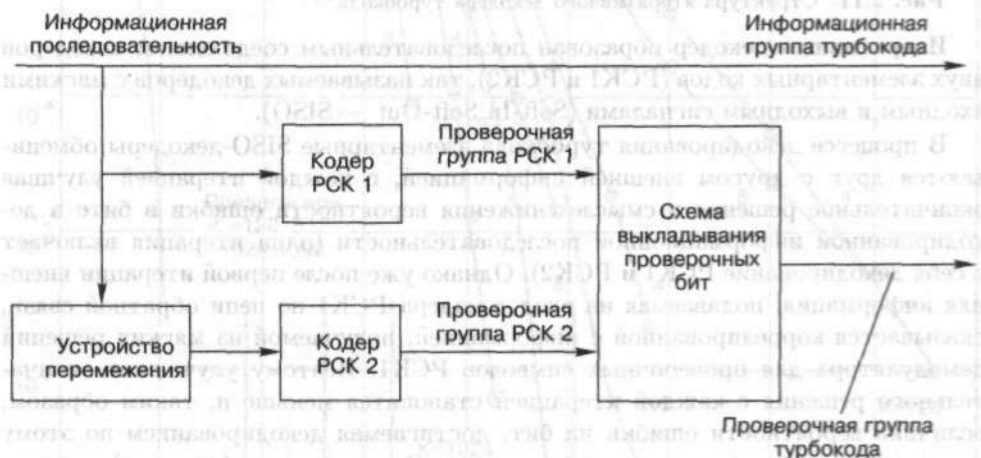 Информационная
последовательность
Информационная
группа турбокода
Кодер
РСК 1
Проверочная
группа РСК 1
Схема
выкладывания
проверочных
бит
Устройство
перемежения
Кодер
РСК 2
Проверочная
группа РСК 2
Проверочная группа
турбокода